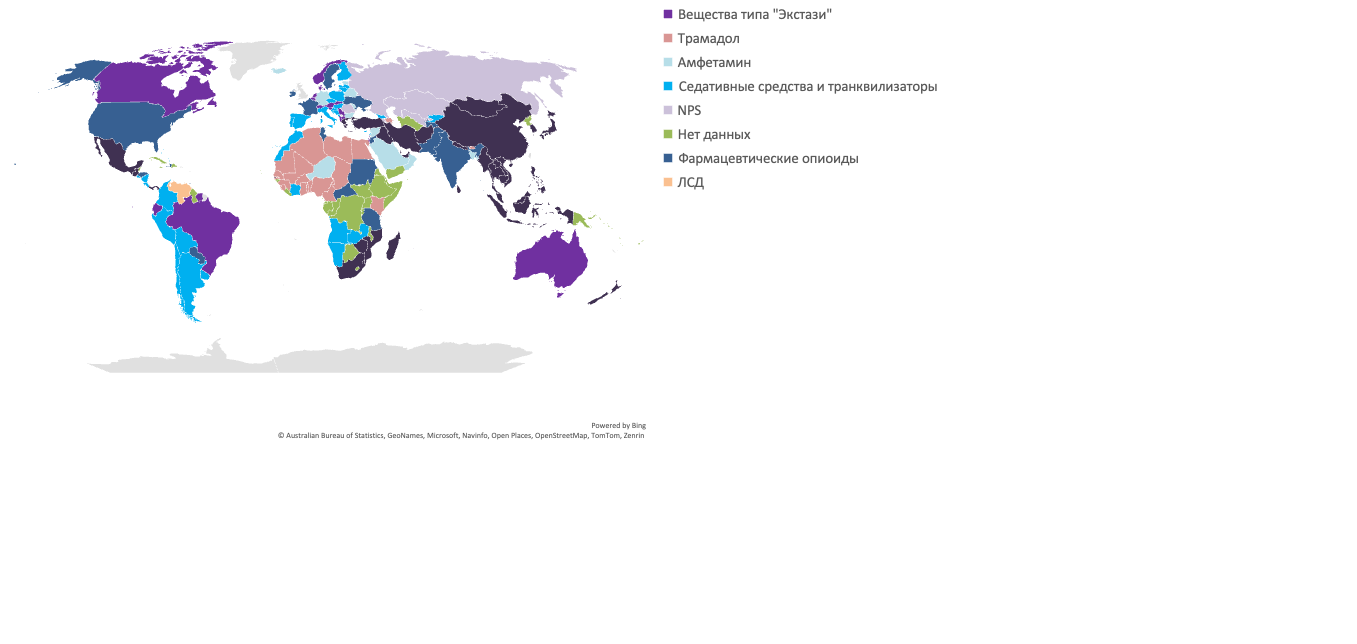 Вещества типа "Экстази"
Трамадол
Амфетамин
Седативные средства и транквилизаторы
NPS
Нет данных
Фармацевтические опиоиды
ЛСД
Powered by Bing
© Australian Bureau of Statistics, GeoNames, Microsoft, Navinfo, Open Places, OpenStreetMap, TomTom, Zenrin